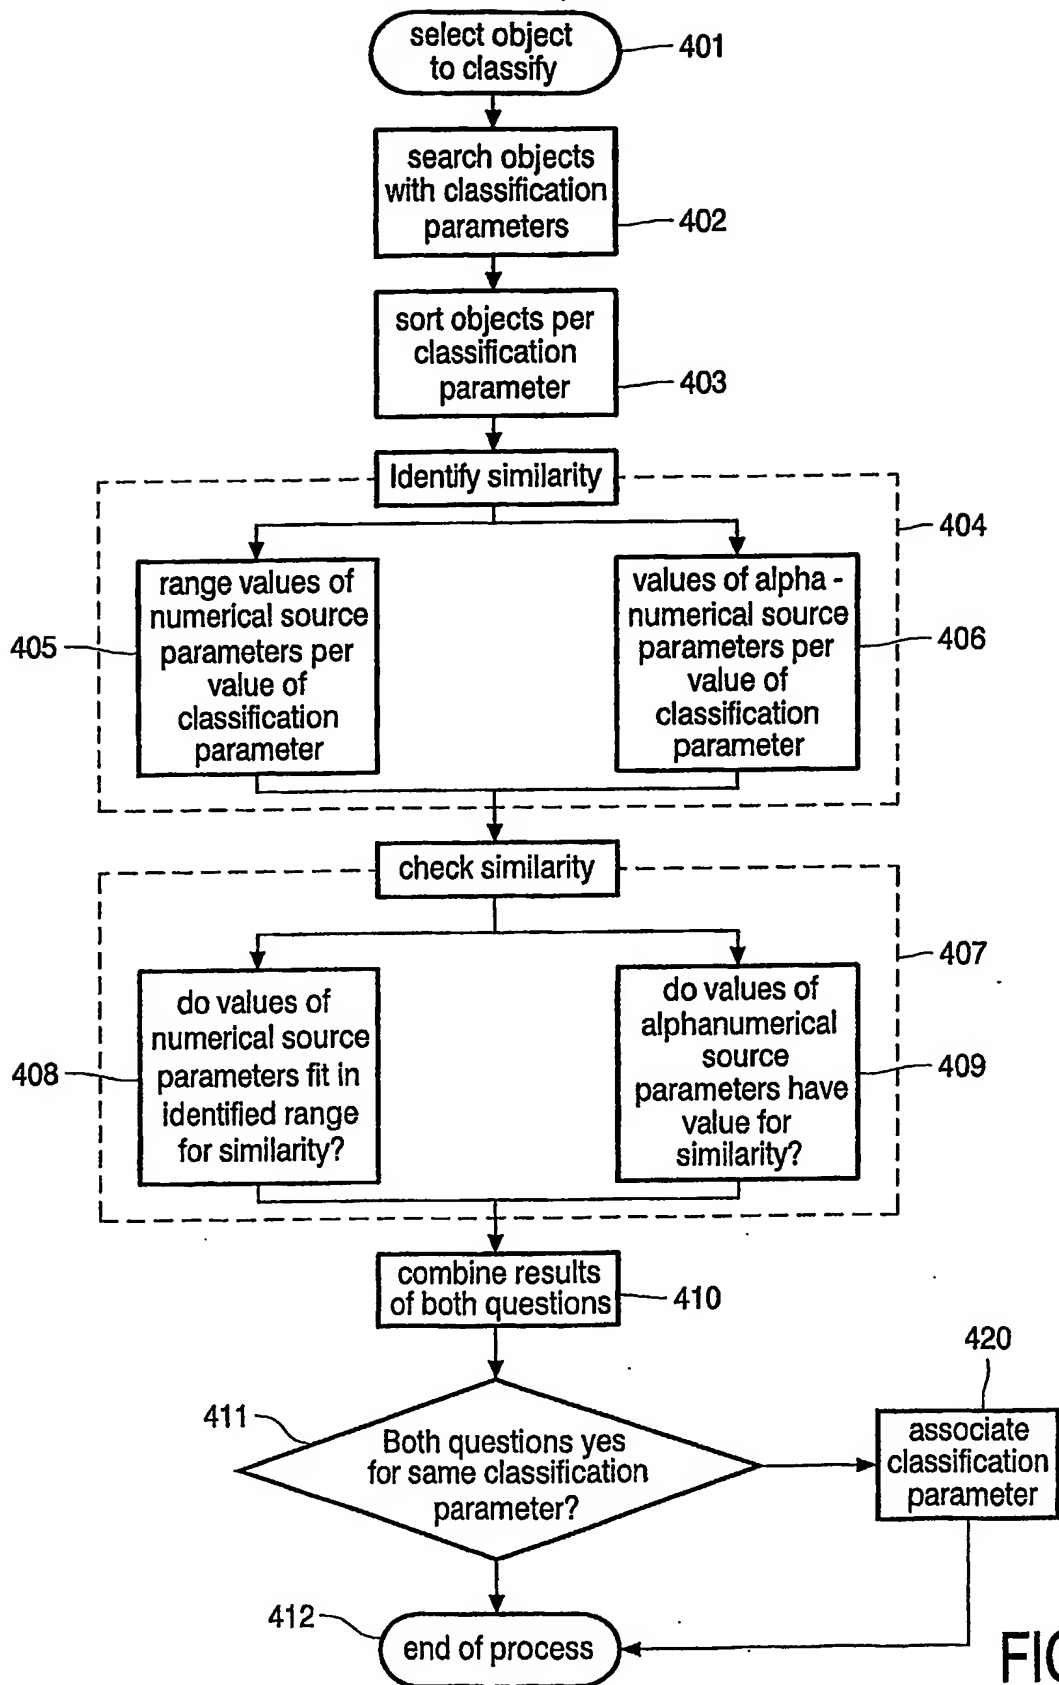 select object
to classify
401
search objects
with classification
parameters
402
sort objects per
classification
parameter
403
Identify similarity
404
range values of
numerical source
parameters per
value of
classification
parameter
405
values of alpha -
numerical source
parameters per
value of
classification
parameter
406
check similarity
407
do values of
numerical source
parameters fit in
identified range
for similarity?
408
do values of
alphanumerical
source
parameters have
value for
similarity?
409
combine results
of both questions
410
411
Both questions yes
for same classification
parameter?
420
associate
classification
parameter
412
end of process
FIG